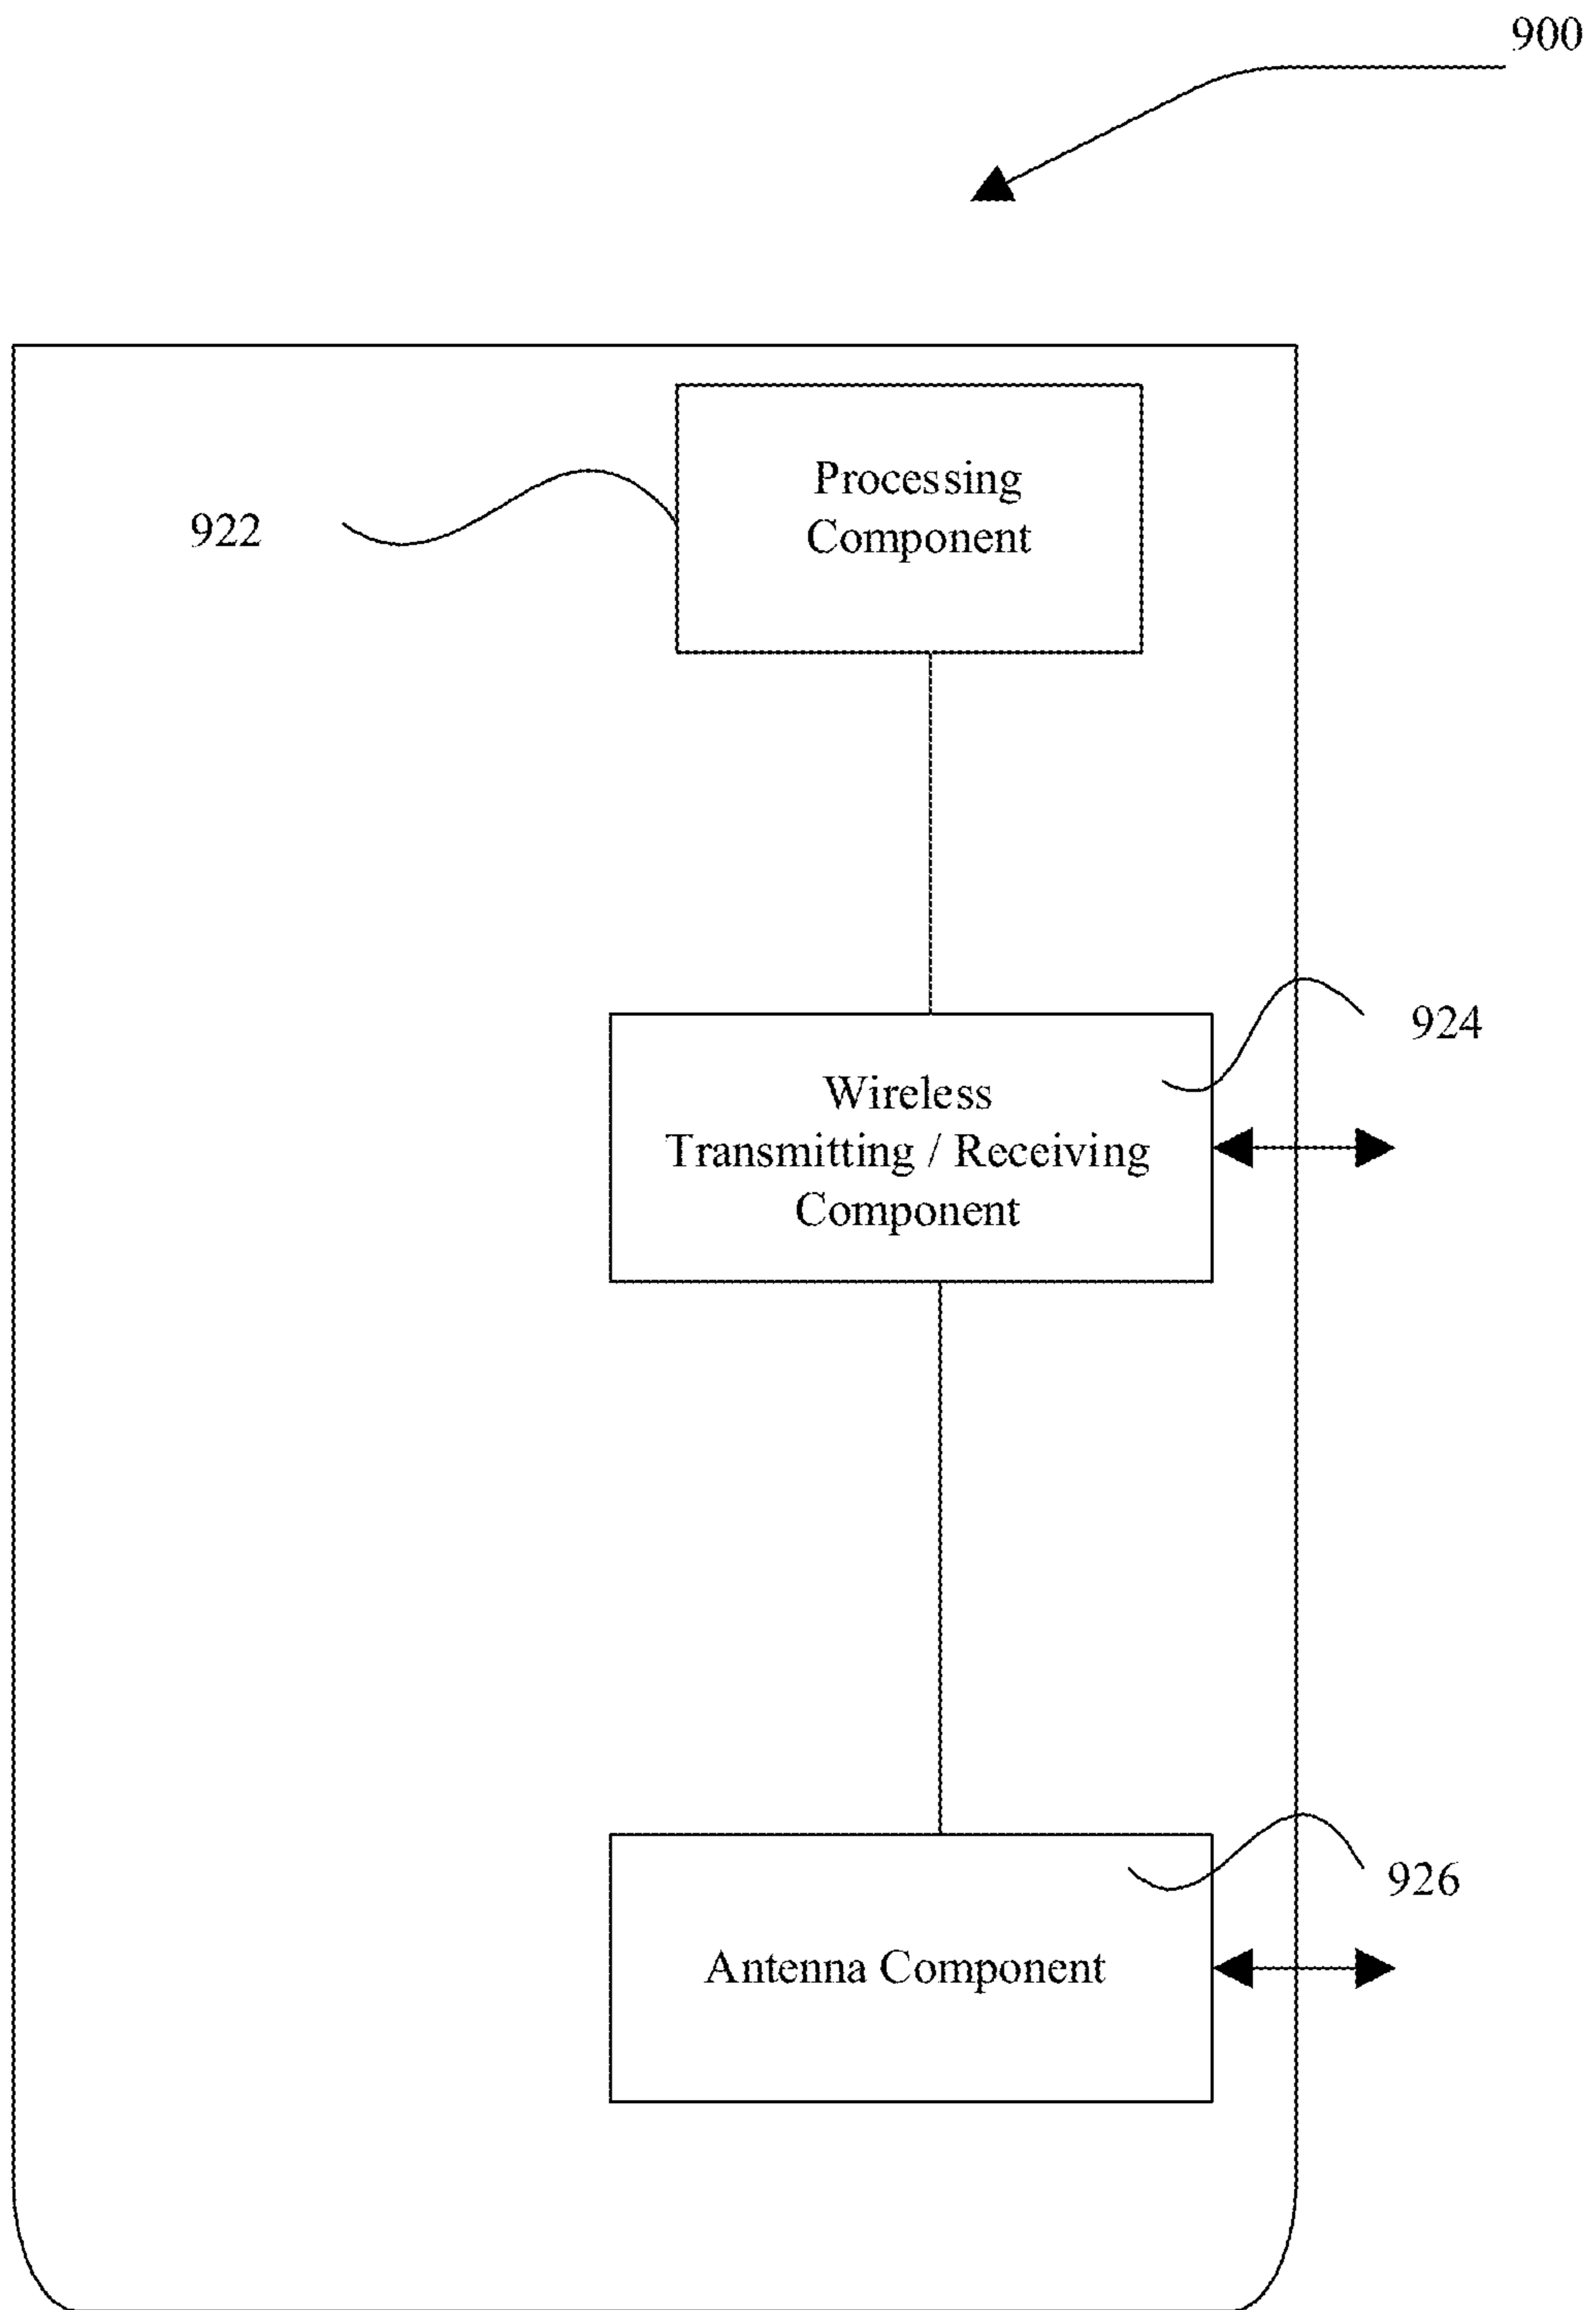 900
Processing
Component
922
924
Wireless
Transmitting / Receiving
Component
926
Antenna Component